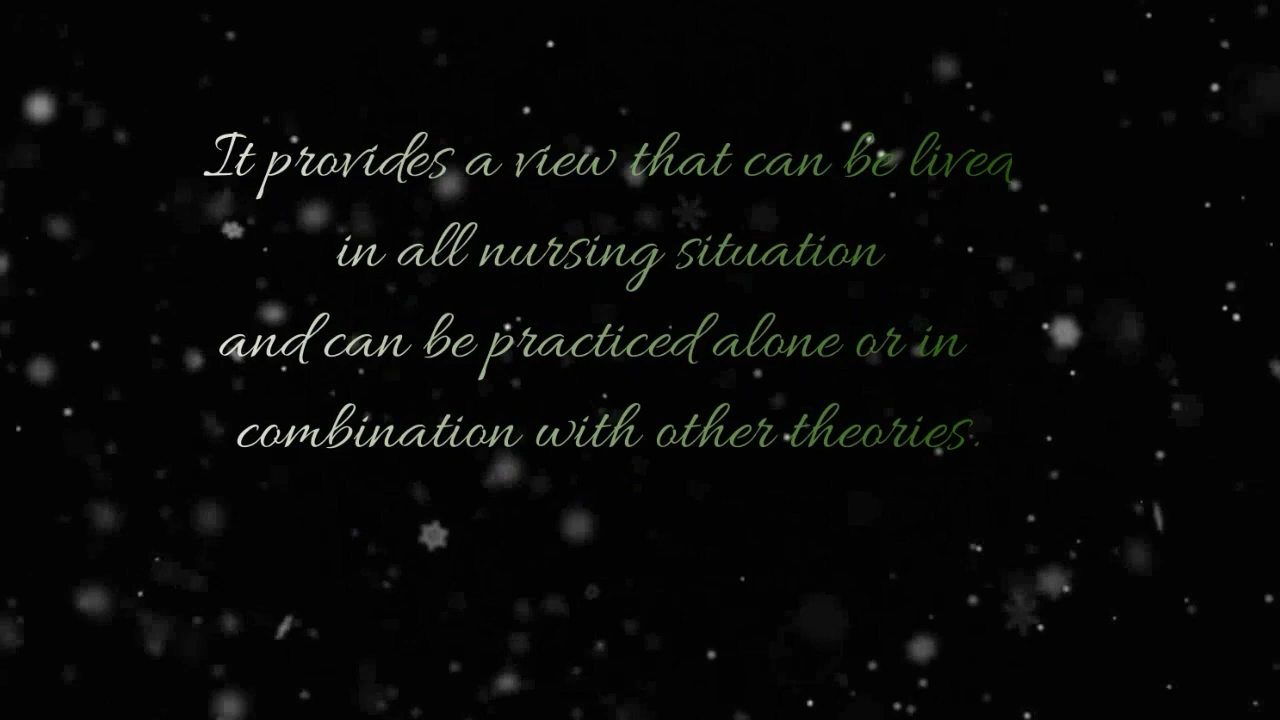 It provides a view that can be lived
in all nursing situation
and can be practiced alone or in
combination with other theories.